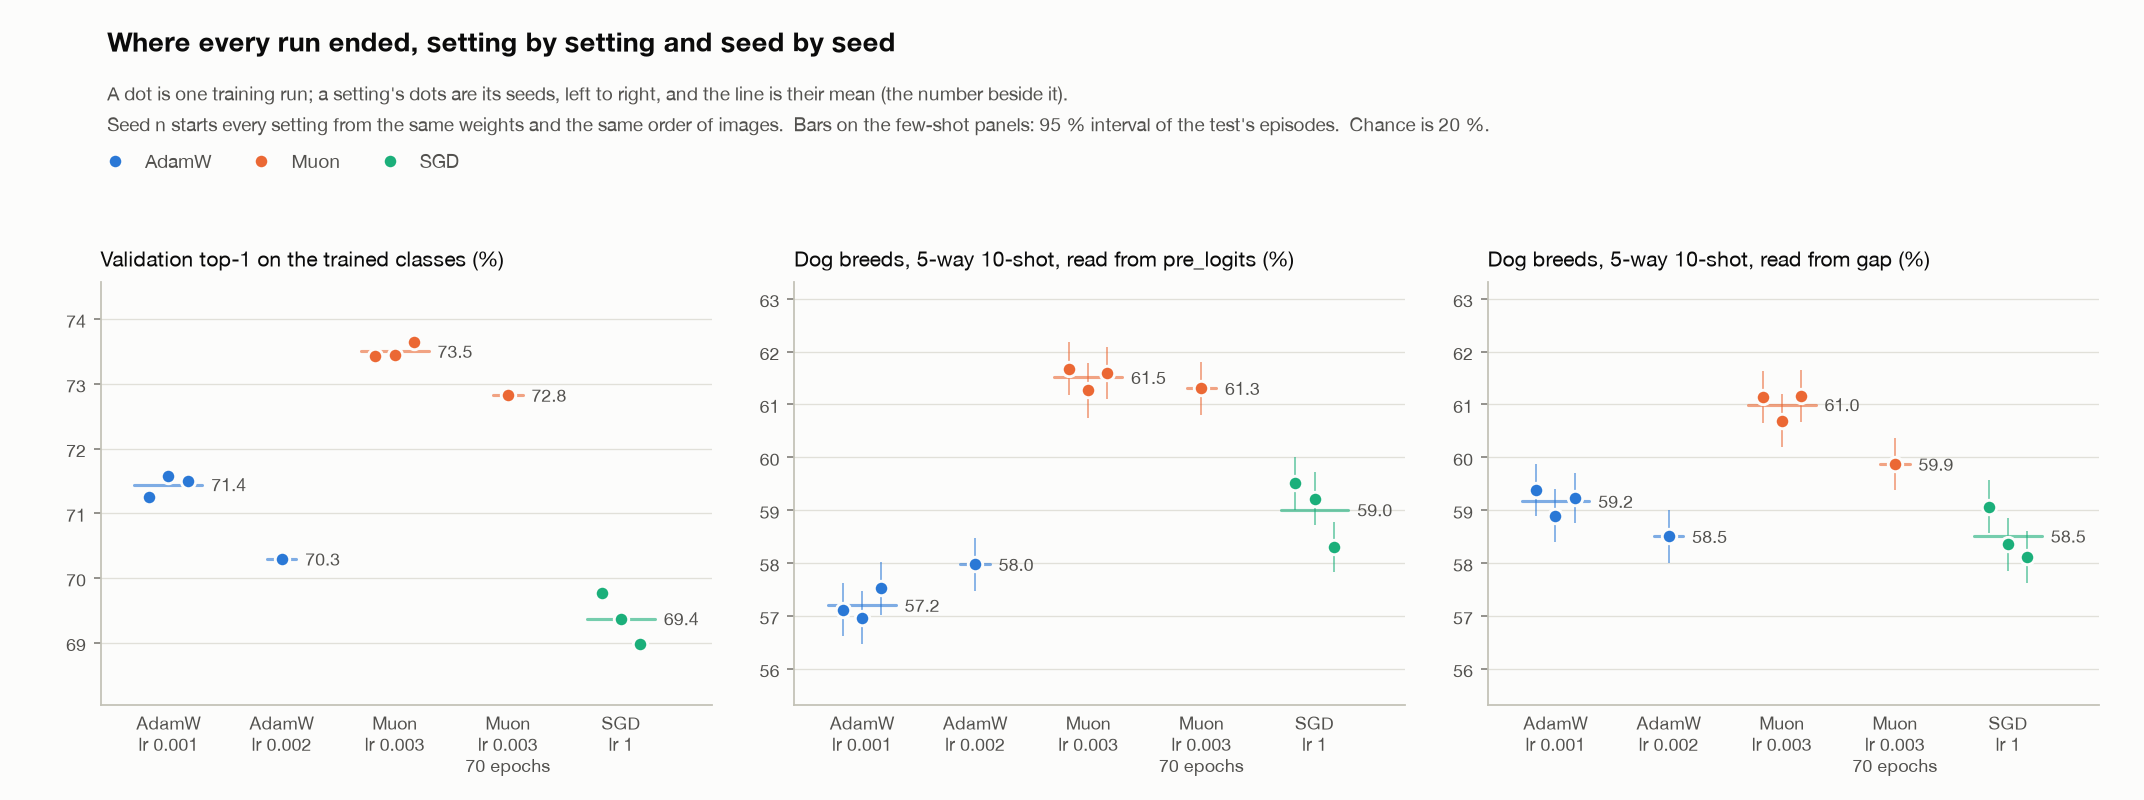 Where every run ended, setting by setting and seed by seed
A dot is one training run; a setting's dots are its seeds, left to right, and the line is their mean (the number beside it).
Seed n starts every setting from the same weights and the same order of images.  Bars on the few-shot panels: 95 % interval of the test's episodes.  Chance is 20 %.
AdamW Muon SGD
Validation top-1 on the trained classes (%)
74
73
72
71
70
69
71.4
70.3
73.5
72.8
69.4
AdamW AdamW Muon Muon SGD
lr 0.001 lr 0.002 lr 0.003 lr 0.003 lr 1
70 epochs
Dog breeds, 5-way 10-shot, read from pre_logits (%)
63
62
61
60
59
58
57
56
57.2
58.0
61.5
61.3
59.0
AdamW AdamW Muon Muon SGD
lr 0.001 lr 0.002 lr 0.003 lr 0.003 lr 1
70 epochs
Dog breeds, 5-way 10-shot, read from gap (%)
63
62
61
60
59
58
57
56
59.2
58.5
61.0
59.9
58.5
AdamW AdamW Muon Muon SGD
lr 0.001 lr 0.002 lr 0.003 lr 0.003 lr 1
70 epochs